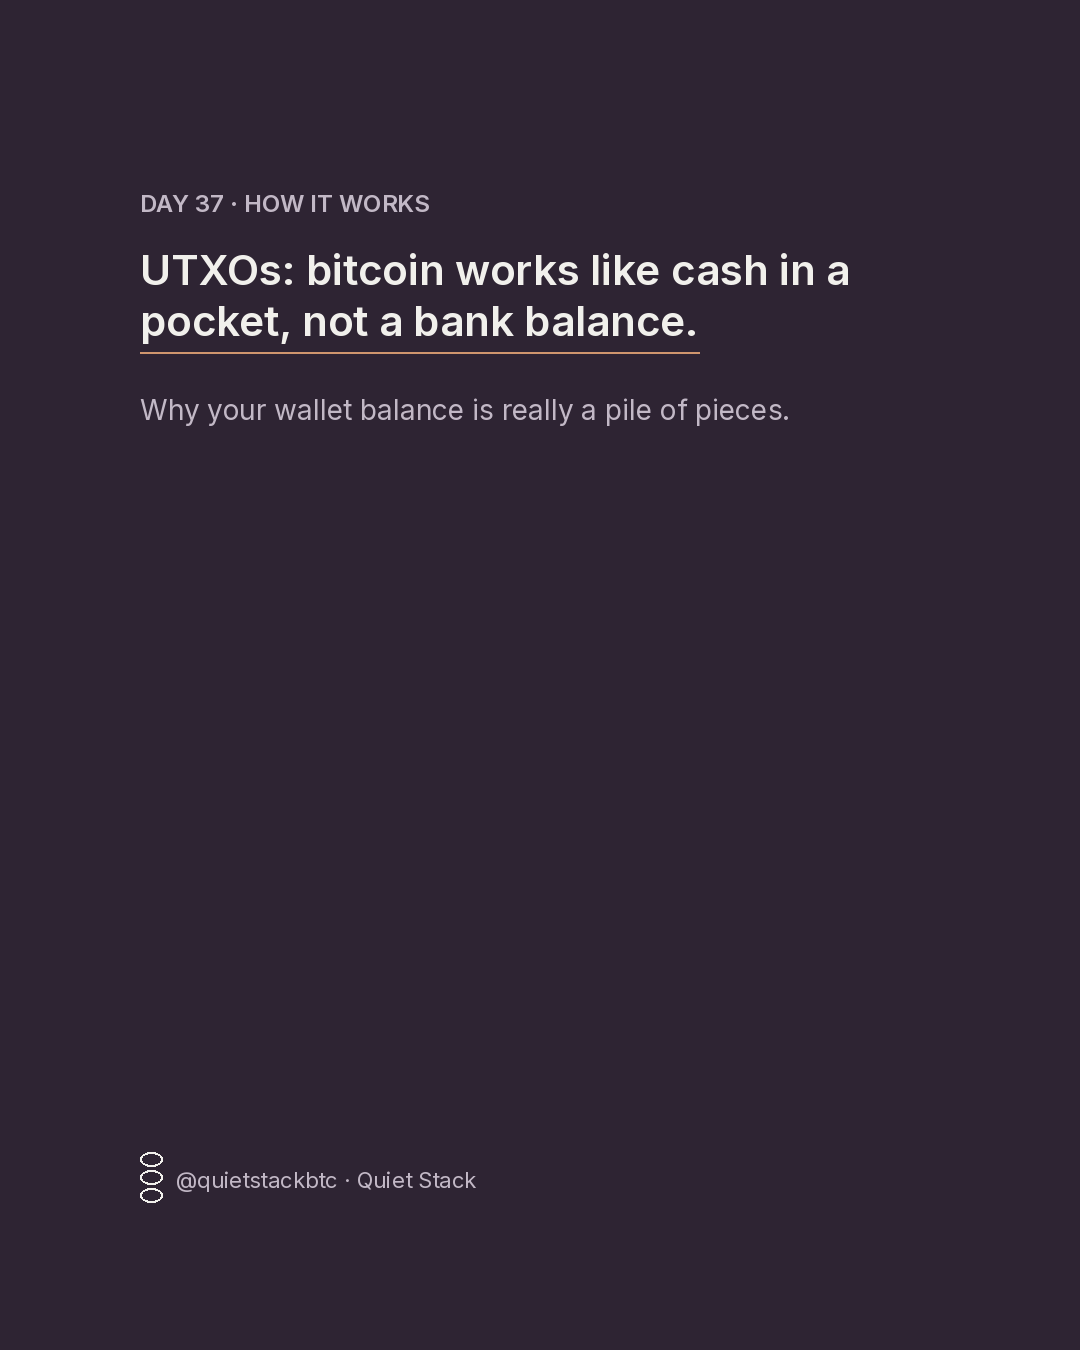 DAY 37 · HOW IT WORKS
UTXOs: bitcoin works like cash in a
pocket, not a bank balance.
Why your wallet balance is really a pile of pieces.
@quietstackbtc · Quiet Stack